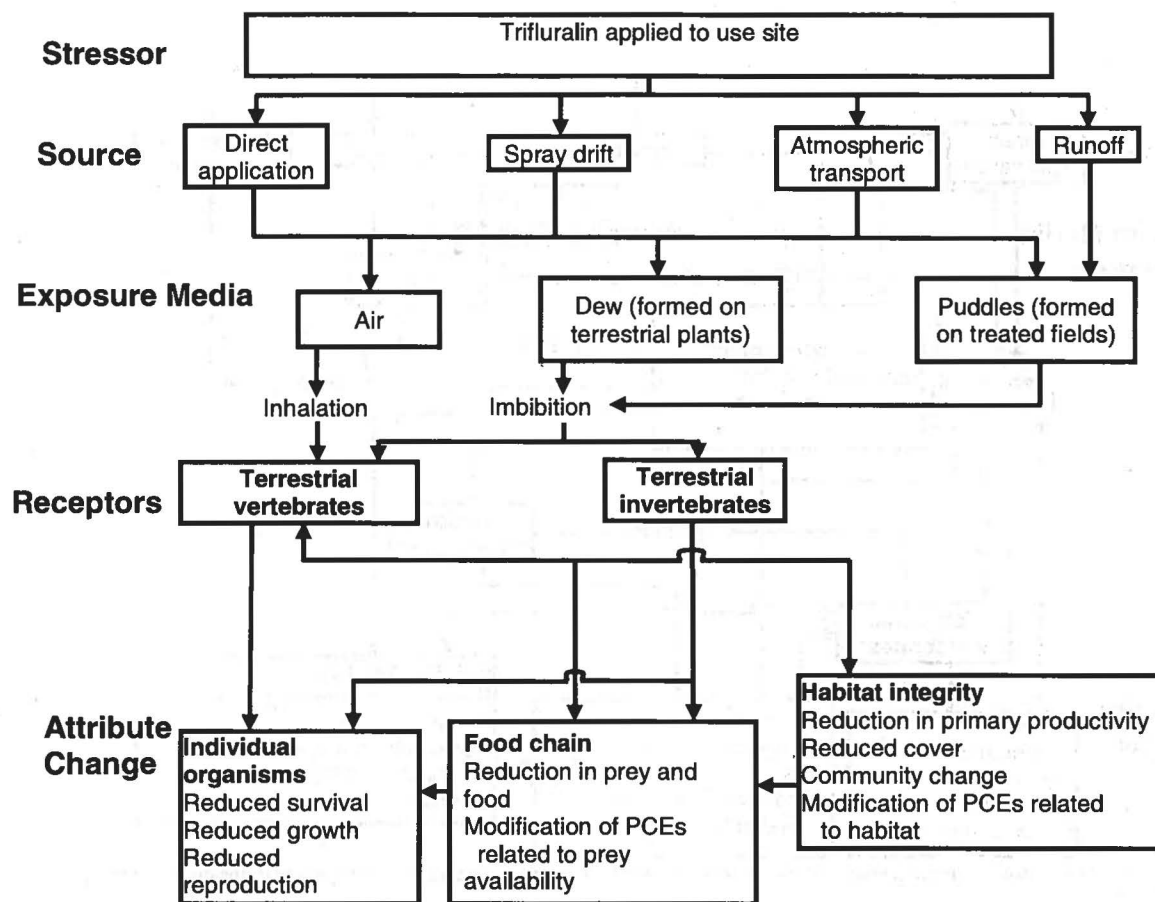 Stressor
Trifluralin applied to use site
Source
Direct
application
Spray drift
Atmospheric
transport
Runoff
Exposure Media
Air
Dew (formed on
terrestrial plants)
Puddles (formed
on treated fields)
Inhalation
Imbibition
Receptors
Terrestrial
vertebrates
Terrestrial
invertebrates
Attribute
Change
Individual
organisms
Reduced survival
Reduced growth
Reduced
reproduction
Food chain
Reduction in prey and
food
Modification of PCEs
related to prey
availability
Habitat integrity
Reduction in primary productivity
Reduced cover
Community change
Modification of PCEs related
to habitat